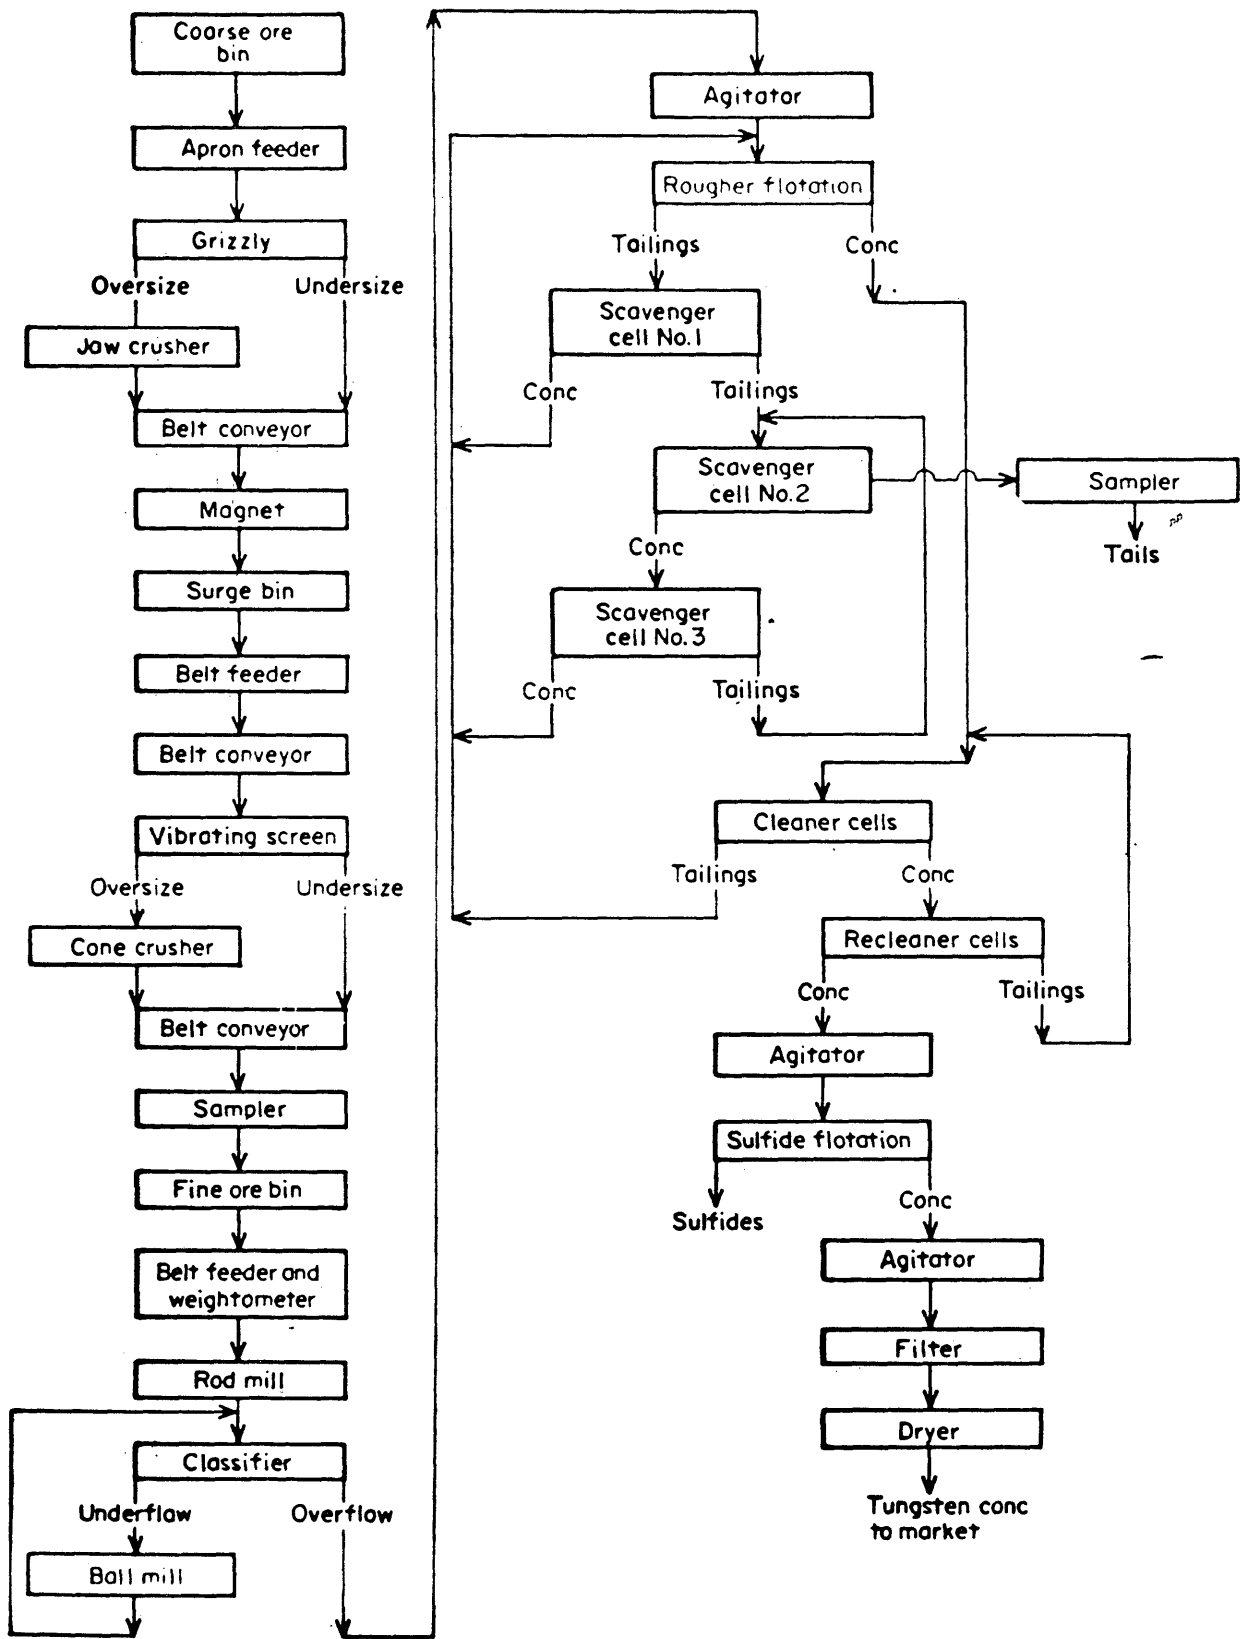 Coarse ore
bin
Apron feeder
Grizzly
Oversize
Undersize
Jaw crusher
Belt conveyor
Magnet
Surge bin
Belt feeder
Belt conveyor
Vibrating screen
Oversize
Undersize
Cone crusher
Belt conveyor
Sampler
Fine ore bin
Belt feeder and
weightometer
Rod mill
Classifier
Underflow
Overflow
Ball mill
Agitator
Rougher flotation
Tailings
Conc
Scavenger
cell No.1
Conc
Tailings
Scavenger
cell No.2
Sampler
Tails
Conc
Scavenger
cell No.3
Conc
Tailings
Cleaner cells
Tailings
Conc
Recleaner cells
Conc
Tailings
Agitator
Sulfide flotation
Sulfides
Conc
Agitator
Filter
Dryer
Tungsten conc
to market